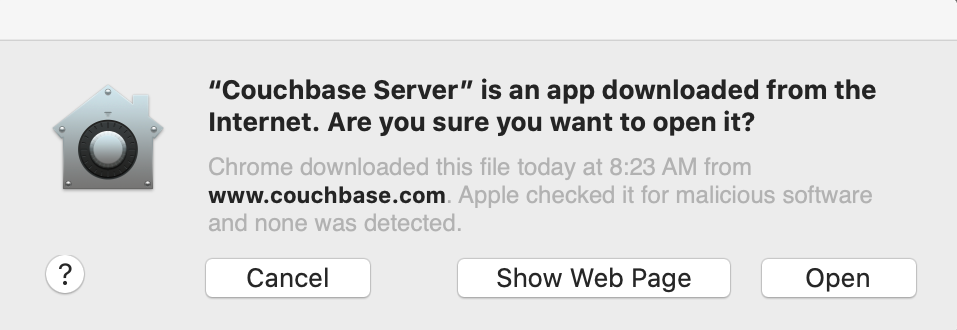 “Couchbase Server” is an app downloaded from the
Internet. Are you sure you want to open it?
Chrome downloaded this file today at 8:23 AM from
www.couchbase.com. Apple checked it for malicious software
and none was detected.
?
Cancel
Show Web Page
Open